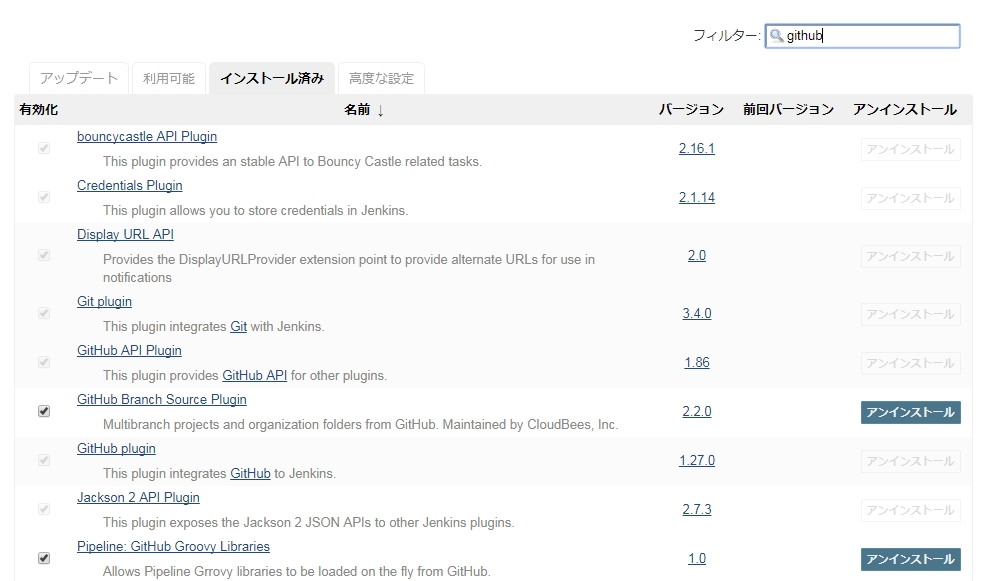 フィルター: github
アップデート 利用可能 インストール済み 高度な設定
有効化 名前 ↓ バージョン 前回バージョン アンインストール
bouncycastle API Plugin
This plugin provides an stable API to Bouncy Castle related tasks.
2.16.1 アンインストール
Credentials Plugin
This plugin allows you to store credentials in Jenkins.
2.1.14 アンインストール
Display URL API
Provides the DisplayURLProvider extension point to provide alternate URLs for use in
notifications
2.0 アンインストール
Git plugin
This plugin integrates Git with Jenkins.
3.4.0 アンインストール
GitHub API Plugin
This plugin provides GitHub API for other plugins.
1.86 アンインストール
GitHub Branch Source Plugin
Multibranch projects and organization folders from GitHub. Maintained by CloudBees, Inc.
2.2.0 アンインストール
GitHub plugin
This plugin integrates GitHub to Jenkins.
1.27.0 アンインストール
Jackson 2 API Plugin
This plugin exposes the Jackson 2 JSON APIs to other Jenkins plugins.
2.7.3 アンインストール
Pipeline: GitHub Groovy Libraries
Allows Pipeline Grrovy libraries to be loaded on the fly from GitHub.
1.0 アンインストール